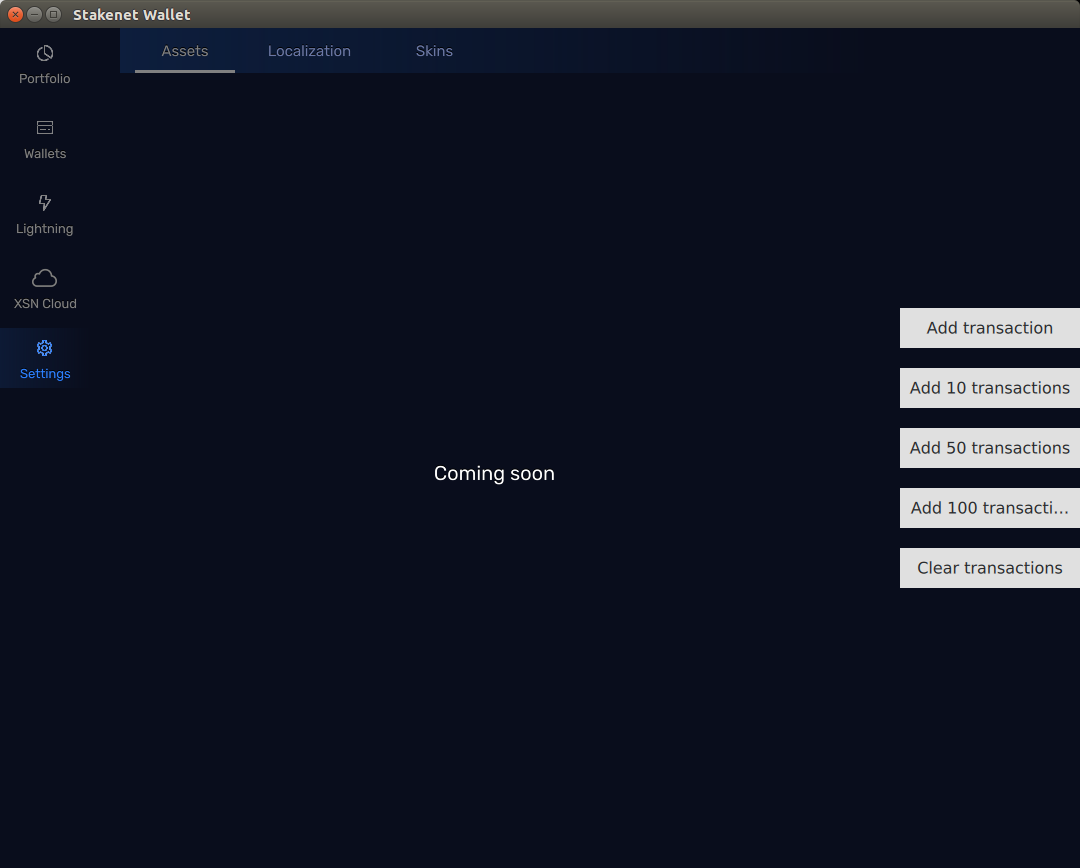 Stakenet Wallet
Portfolio
Wallets
Lightning
XSN Cloud
Settings
Assets Localization Skins
Coming soon
Add transaction
Add 10 transactions
Add 50 transactions
Add 100 transacti...
Clear transactions